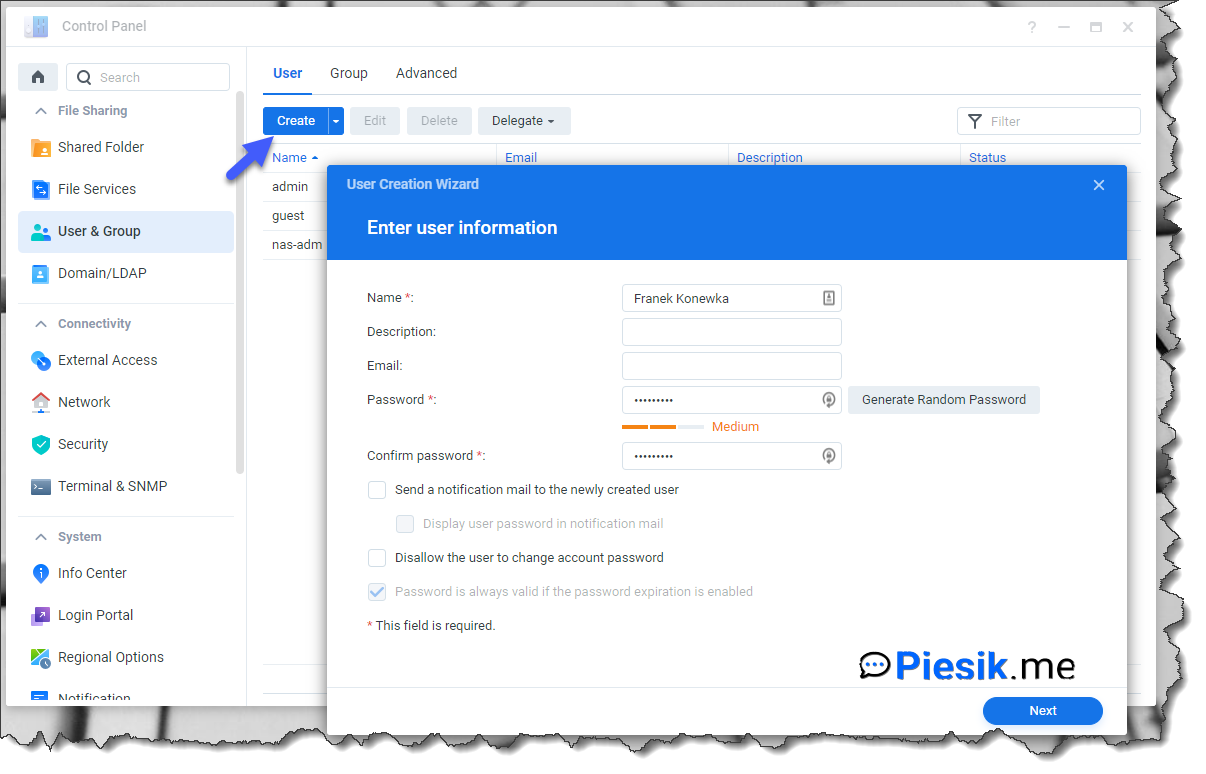 Control Panel
Search
File Sharing
Shared Folder
File Services
User & Group
Domain/LDAP
Connectivity
External Access
Network
Security
Terminal & SNMP
System
Info Center
Login Portal
Regional Options
Notification
User Group Advanced
Create Edit Delete Delegate Filter
Name Email Description Status
admin
guest
nas-adm
User Creation Wizard
Enter user information
Name *: Franek Konewka
Description:
Email:
Password *: ••••••••• Generate Random Password
Medium
Confirm password *: •••••••••
Send a notification mail to the newly created user
Display user password in notification mail
Disallow the user to change account password
Password is always valid if the password expiration is enabled
* This field is required.
Piesik.me
Next